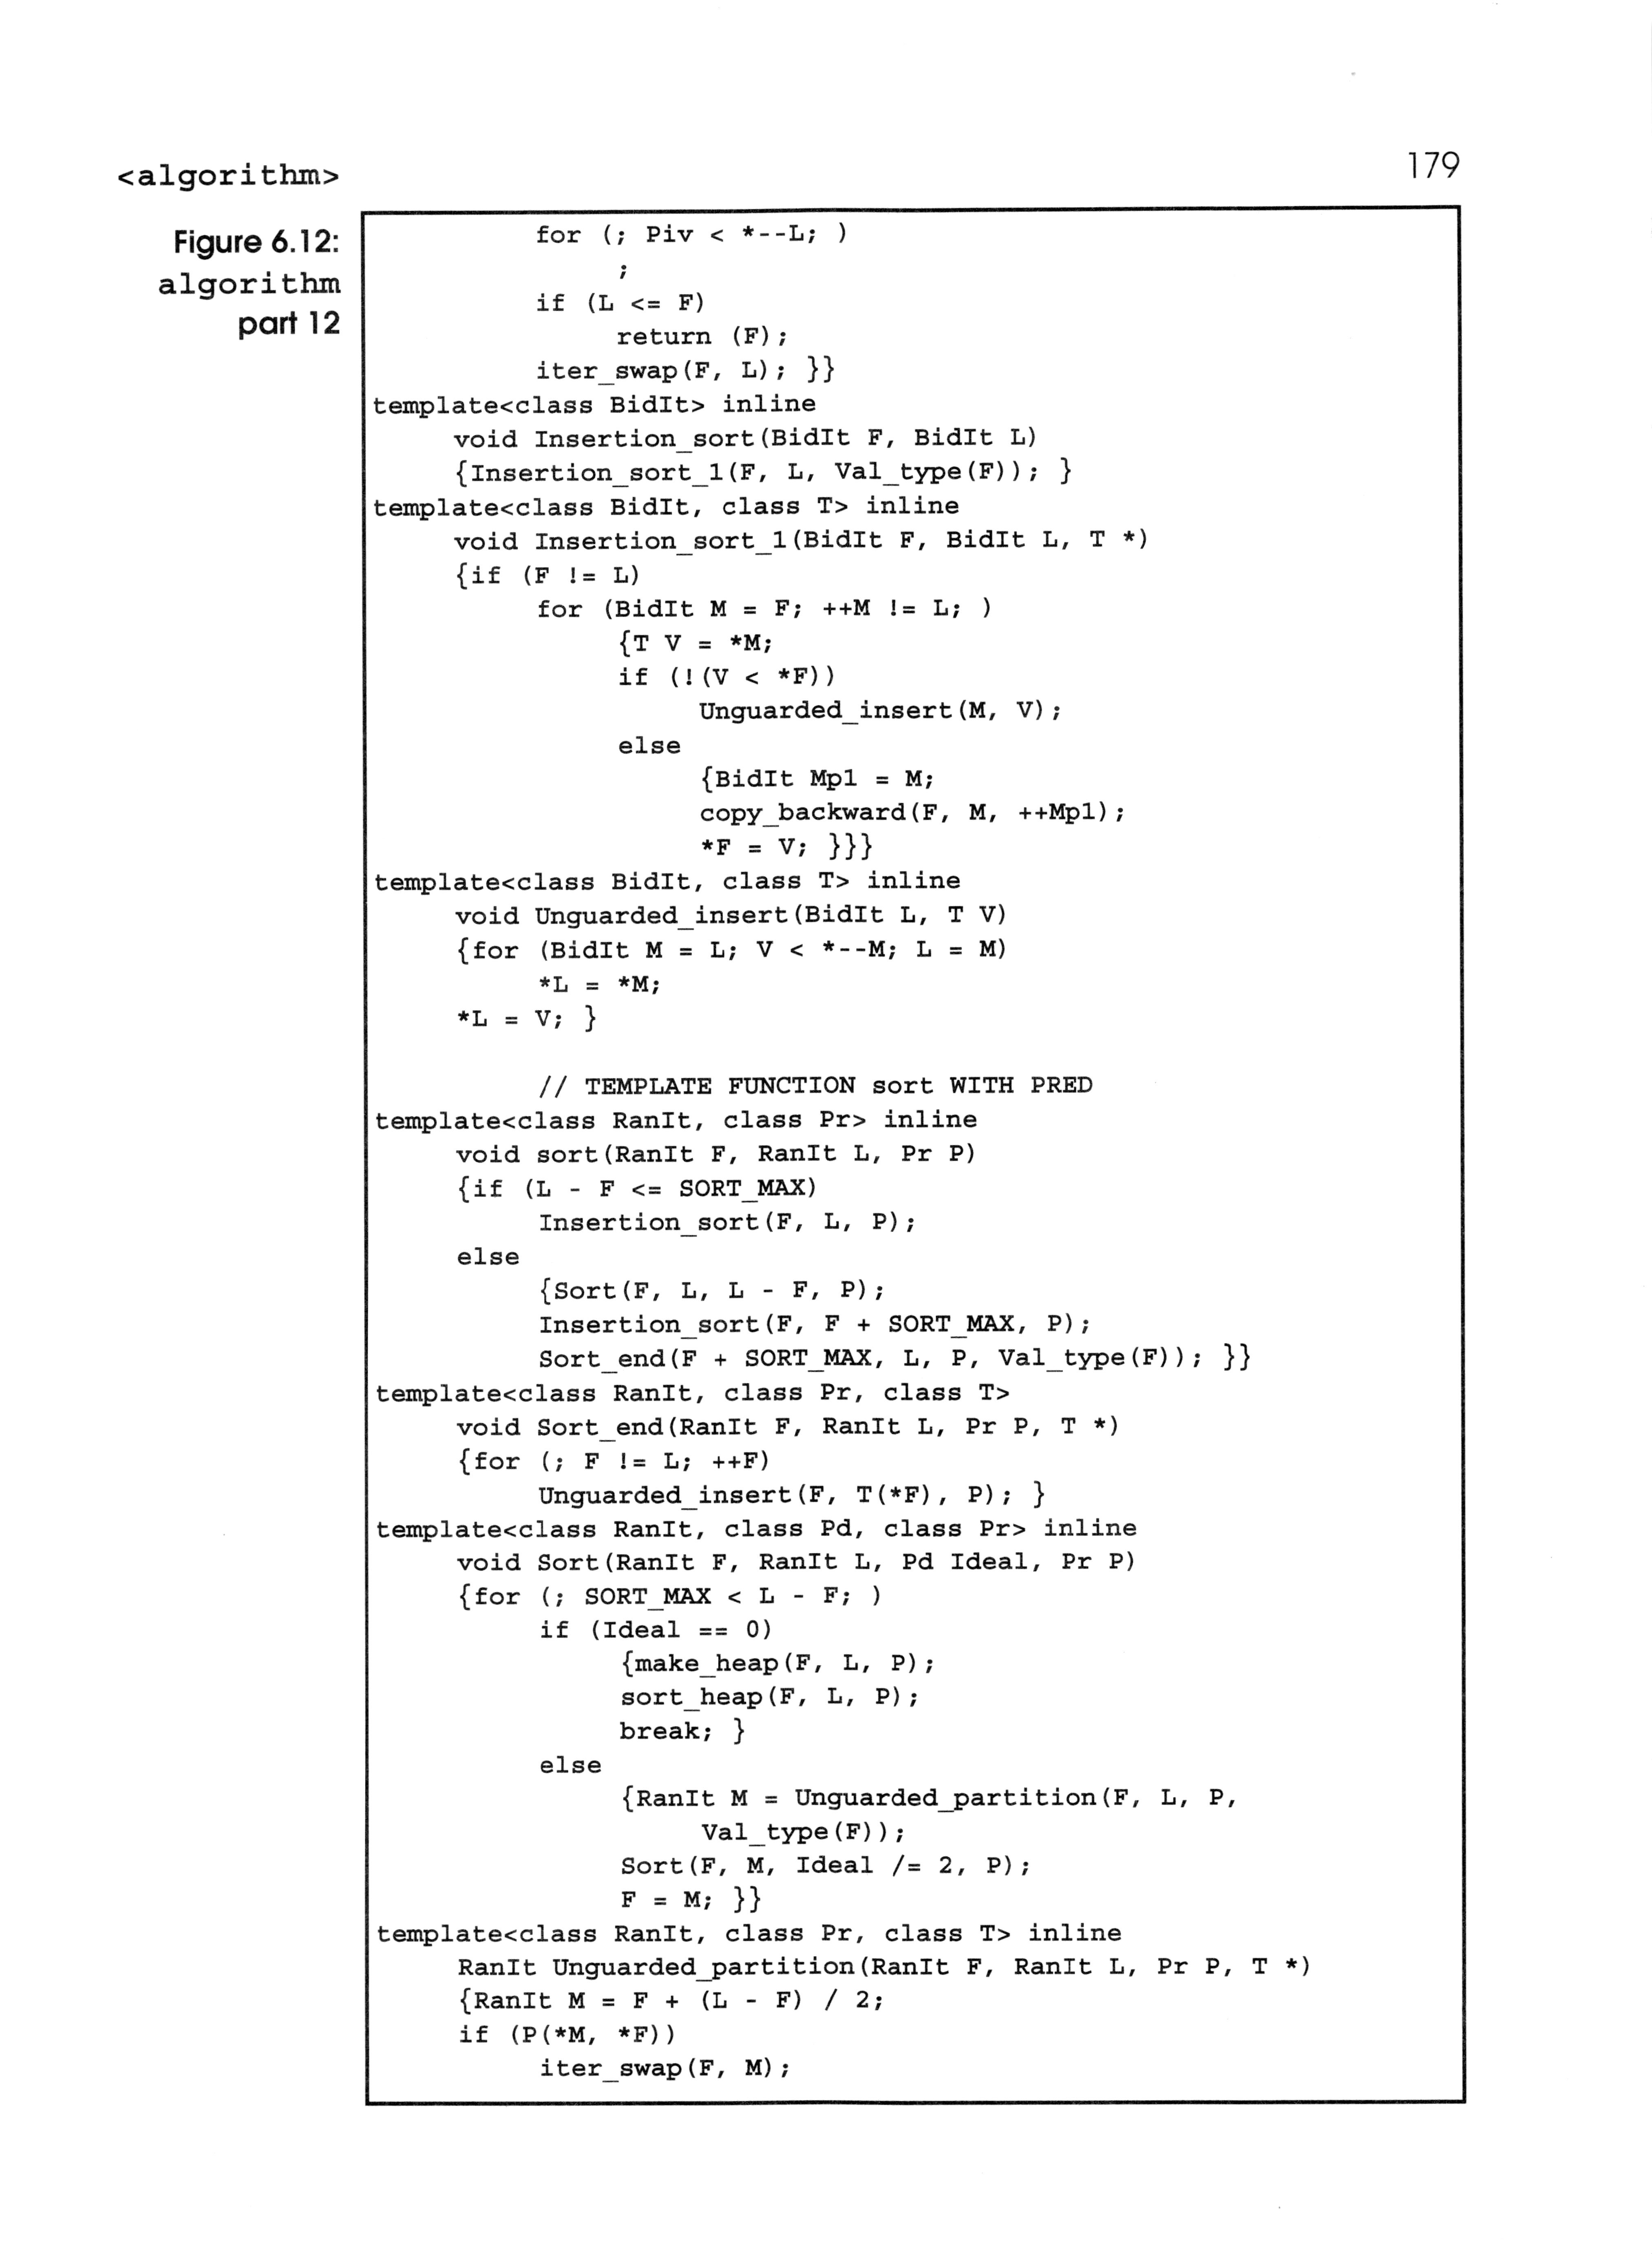 <algorithm>
179
Figure 6.12:
algorithm
part 12
for (; Piv < *--L; )
;
if (L <= F)
return (F);
iter_swap(F, L); }}
template<class BidIt> inline
void Insertion_sort(BidIt F, BidIt L)
{Insertion_sort_1(F, L, Val_type(F)); }
template<class BidIt, class T> inline
void Insertion_sort_1(BidIt F, BidIt L, T *)
{if (F != L)
for (BidIt M = F; ++M != L; )
{T V = *M;
if (!(V < *F))
Unguarded_insert(M, V);
else
{BidIt Mp1 = M;
copy_backward(F, M, ++Mp1);
*F = V; }}}
template<class BidIt, class T> inline
void Unguarded_insert(BidIt L, T V)
{for (BidIt M = L; V < *--M; L = M)
*L = *M;
*L = V; }
// TEMPLATE FUNCTION sort WITH PRED
template<class RanIt, class Pr> inline
void sort(RanIt F, RanIt L, Pr P)
{if (L - F <= SORT_MAX)
Insertion_sort(F, L, P);
else
{Sort(F, L, L - F, P);
Insertion_sort(F, F + SORT_MAX, P);
Sort_end(F + SORT_MAX, L, P, Val_type(F)); }}
template<class RanIt, class Pr, class T>
void Sort_end(RanIt F, RanIt L, Pr P, T *)
{for (; F != L; ++F)
Unguarded_insert(F, T(*F), P); }
template<class RanIt, class Pd, class Pr> inline
void Sort(RanIt F, RanIt L, Pd Ideal, Pr P)
{for (; SORT_MAX < L - F; )
if (Ideal == 0)
{make_heap(F, L, P);
sort_heap(F, L, P);
break; }
else
{RanIt M = Unguarded_partition(F, L, P,
Val_type(F));
Sort(F, M, Ideal /= 2, P);
F = M; }}
template<class RanIt, class Pr, class T> inline
RanIt Unguarded_partition(RanIt F, RanIt L, Pr P, T *)
{RanIt M = F + (L - F) / 2;
if (P(*M, *F))
iter_swap(F, M);